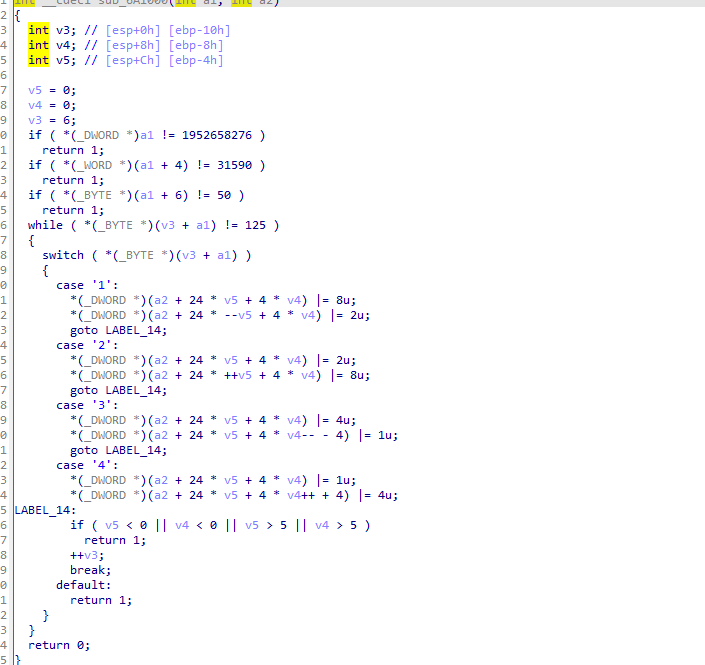 1 int __cdecl sub_6A1000(int a1, int a2)
2 {
3 int v3; // [esp+0h] [ebp-10h]
4 int v4; // [esp+8h] [ebp-8h]
5 int v5; // [esp+Ch] [ebp-4h]
6
7 v5 = 0;
8 v4 = 0;
9 v3 = 6;
0 if ( *(_DWORD *)a1 != 1952658276 )
1 return 1;
2 if ( *(_WORD *)(a1 + 4) != 31590 )
3 return 1;
4 if ( *(_BYTE *)(a1 + 6) != 50 )
5 return 1;
6 while ( *(_BYTE *)(v3 + a1) != 125 )
7 {
8 switch ( *(_BYTE *)(v3 + a1) )
9 {
0 case '1':
1 *(_DWORD *)(a2 + 24 * v5 + 4 * v4) |= 8u;
2 *(_DWORD *)(a2 + 24 * --v5 + 4 * v4) |= 2u;
3 goto LABEL_14;
4 case '2':
5 *(_DWORD *)(a2 + 24 * v5 + 4 * v4) |= 2u;
6 *(_DWORD *)(a2 + 24 * ++v5 + 4 * v4) |= 8u;
7 goto LABEL_14;
8 case '3':
9 *(_DWORD *)(a2 + 24 * v5 + 4 * v4) |= 4u;
0 *(_DWORD *)(a2 + 24 * v5 + 4 * v4-- - 4) |= 1u;
1 goto LABEL_14;
2 case '4':
3 *(_DWORD *)(a2 + 24 * v5 + 4 * v4) |= 1u;
4 *(_DWORD *)(a2 + 24 * v5 + 4 * v4++ + 4) |= 4u;
5 LABEL_14:
6 if ( v5 < 0 || v4 < 0 || v5 > 5 || v4 > 5 )
7 return 1;
8 ++v3;
9 break;
0 default:
1 return 1;
2 }
3 }
4 return 0;
5 }